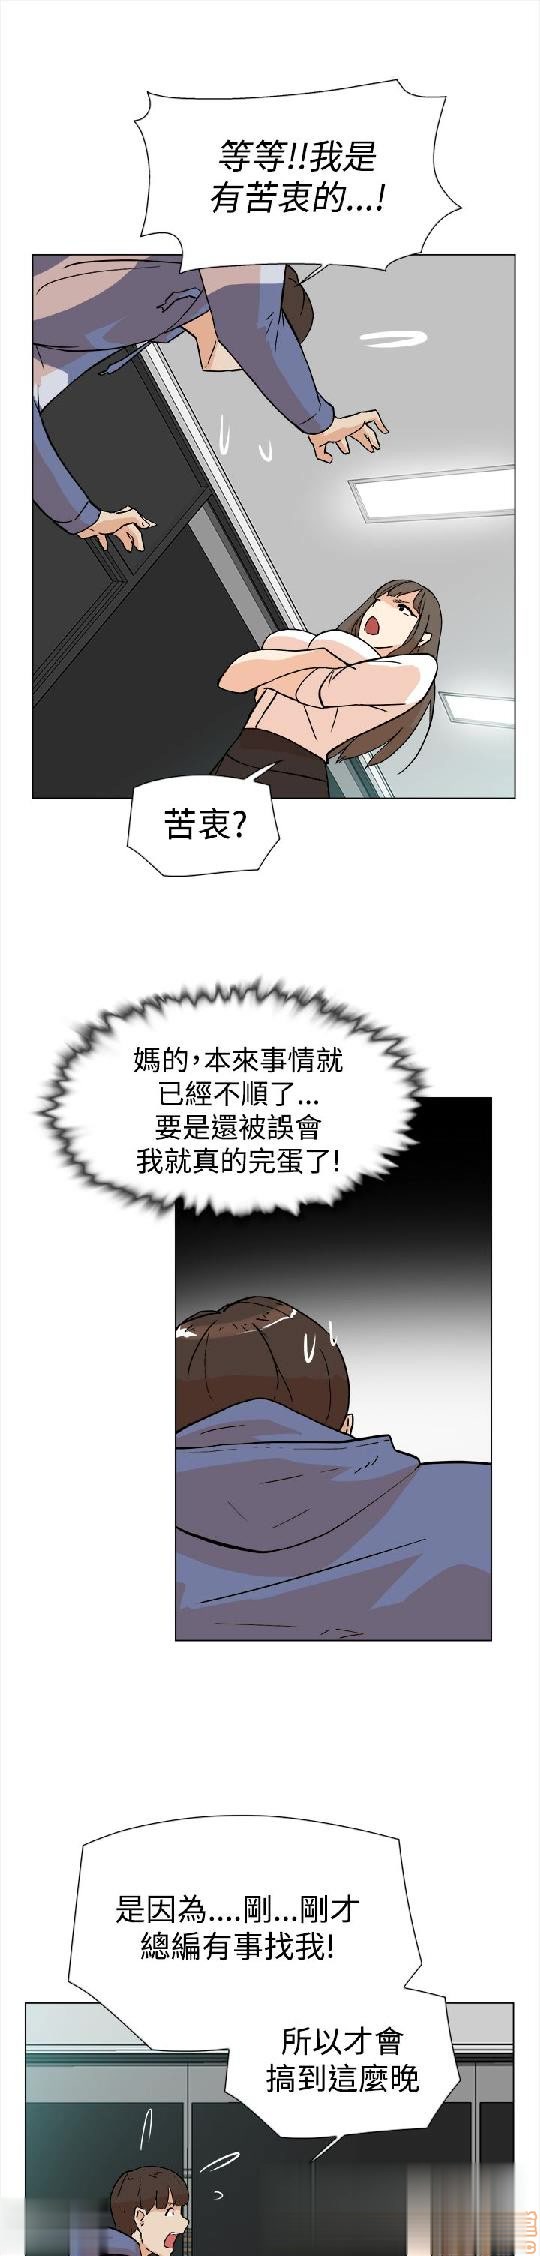 等等!!我是
有苦衷的...!
苦衷?
媽的,本來事情就
已經不順了...
要是還被誤會
我就真的完蛋了!
是因為....剛...剛才
總編有事找我!
所以才會
搞到這麼晚